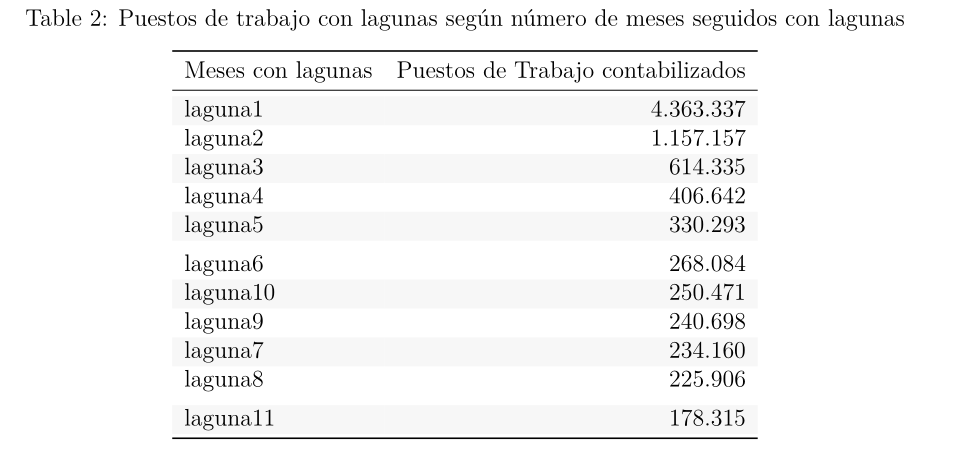 Table 2: Puestos de trabajo con lagunas según número de meses seguidos con lagunas
Meses con lagunas Puestos de Trabajo contabilizados
laguna1 4.363.337
laguna2 1.157.157
laguna3 614.335
laguna4 406.642
laguna5 330.293
laguna6 268.084
laguna10 250.471
laguna9 240.698
laguna7 234.160
laguna8 225.906
laguna11 178.315